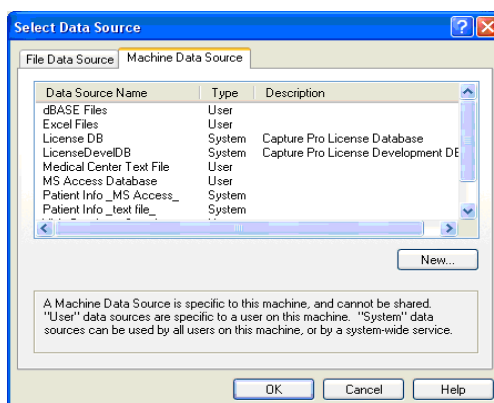 Select Data Source
File Data Source Machine Data Source
Data Source Name Type Description
dBASE Files User
Excel Files User
License DB System Capture Pro License Database
LicenseDevelDB System Capture Pro License Development DE
Medical Center Text File User
MS Access Database User
Patient Info _MS Access_ System
Patient Info _text file_ System
New...
A Machine Data Source is specific to this machine, and cannot be shared.
"User" data sources are specific to a user on this machine. "System" data
sources can be used by all users on this machine, or by a system-wide service.
OK Cancel Help